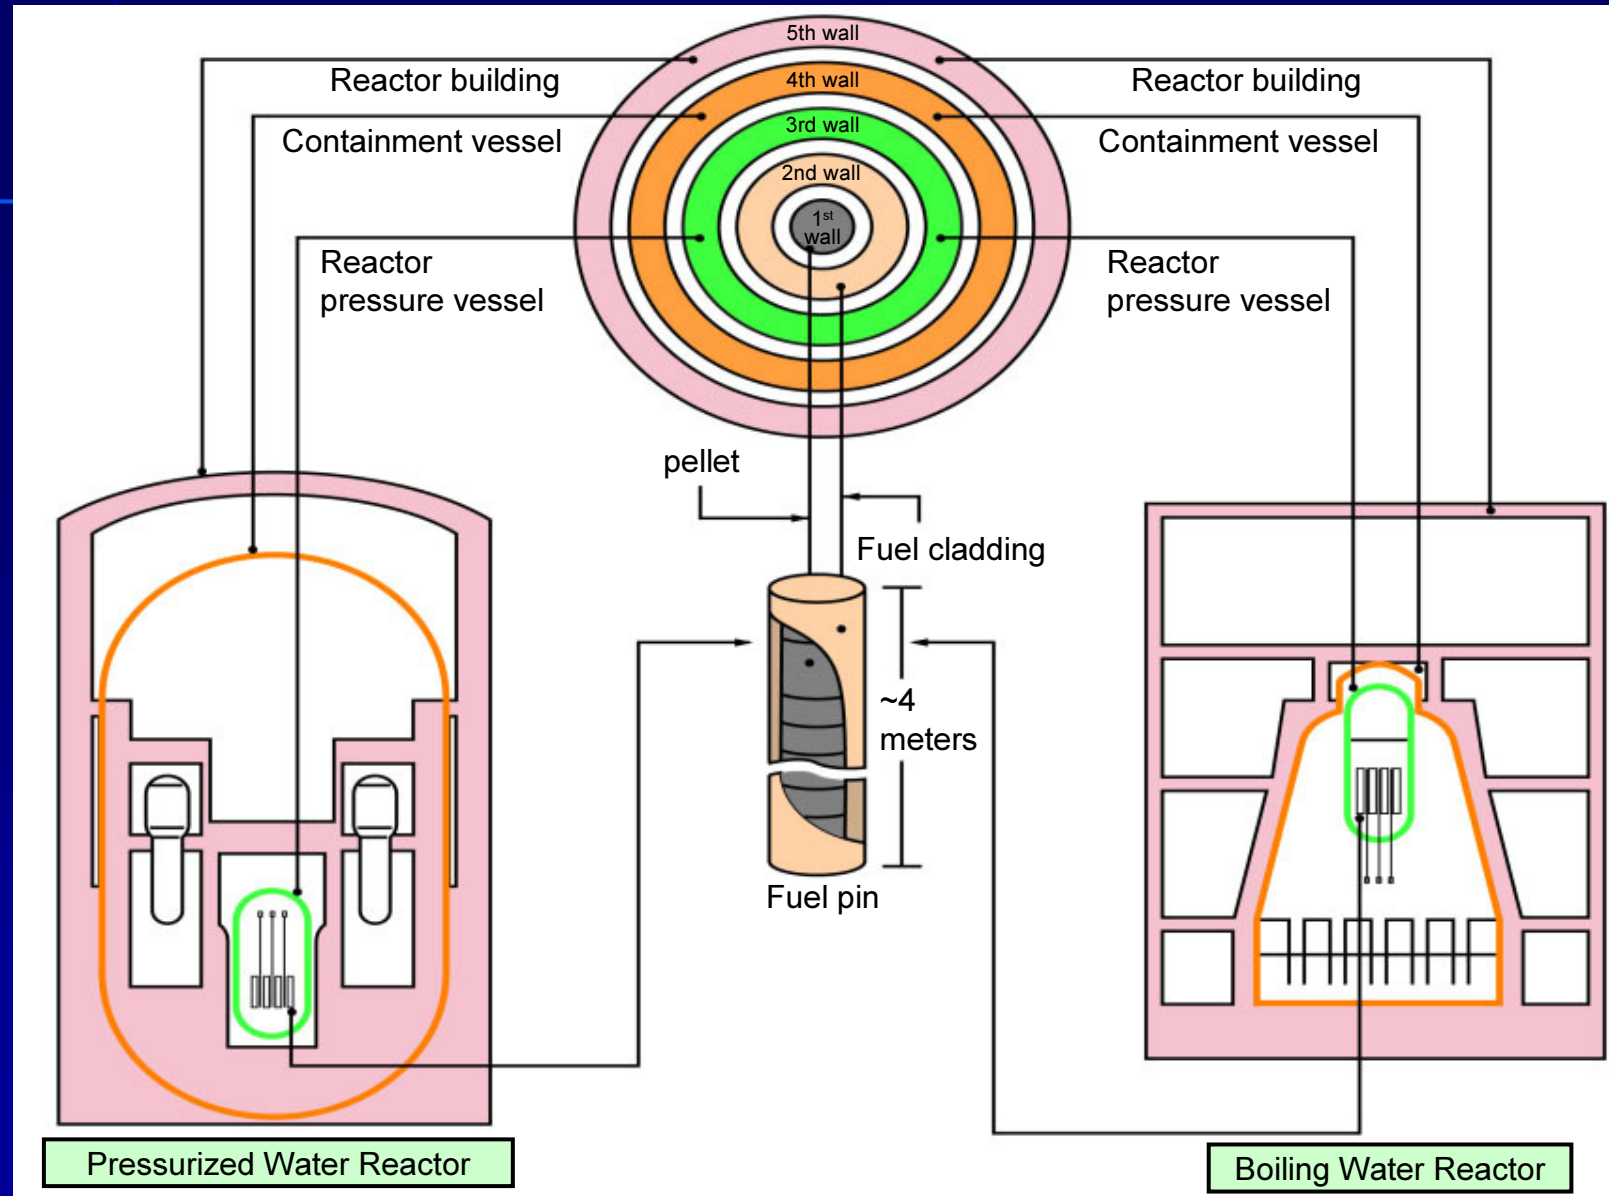 5th wall
Reactor building
4th wall
Reactor building
Containment vessel
3rd wall
Containment vessel
2nd wall
1st
wall
Reactor
pressure vessel
Reactor
pressure vessel
pellet
Fuel cladding
~4
meters
Fuel pin
Pressurized Water Reactor
Boiling Water Reactor